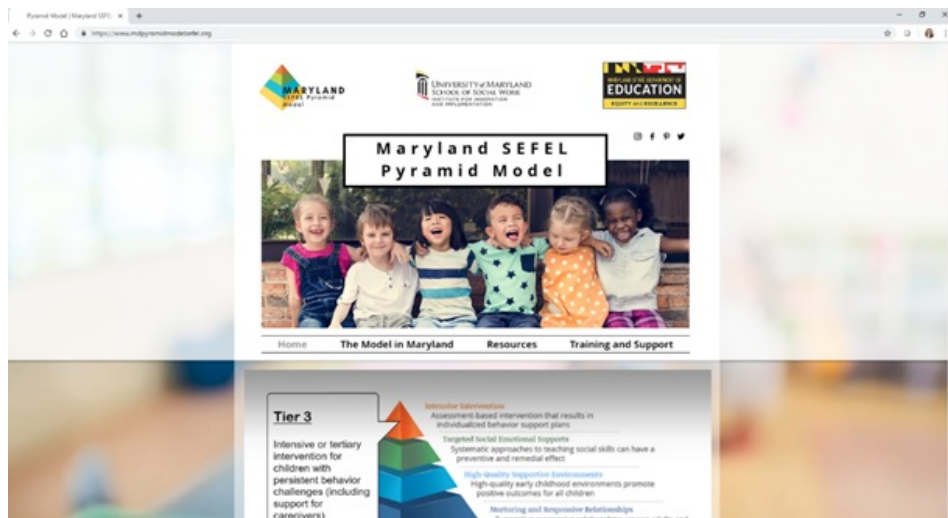 Pyramid Model | Maryland SEFEL
https://www.mdpyramidmodelsefel.org
MARYLAND
SEFEL Pyramid
model
UNIVERSITY of MARYLAND
SCHOOL OF SOCIAL WORK
INSTITUTE FOR INNOVATION
AND IMPLEMENTATION
MARYLAND STATE DEPARTMENT OF
EDUCATION
EQUITY AND EXCELLENCE
Maryland SEFEL
Pyramid Model
Home
The Model in Maryland
Resources
Training and Support
Tier 3
Intensive or tertiary
intervention for
children with
persistent behavior
challenges (including
support for
caregivers)
Intensive Intervention
Assessment-based intervention that results in
individualized behavior support plans
Targeted Social Emotional Supports
Systematic approaches to teaching social skills can have a
preventive and remedial effect
High-Quality Supportive Environments
High-quality early childhood environments promote
positive outcomes for all children
Nurturing and Responsive Relationships